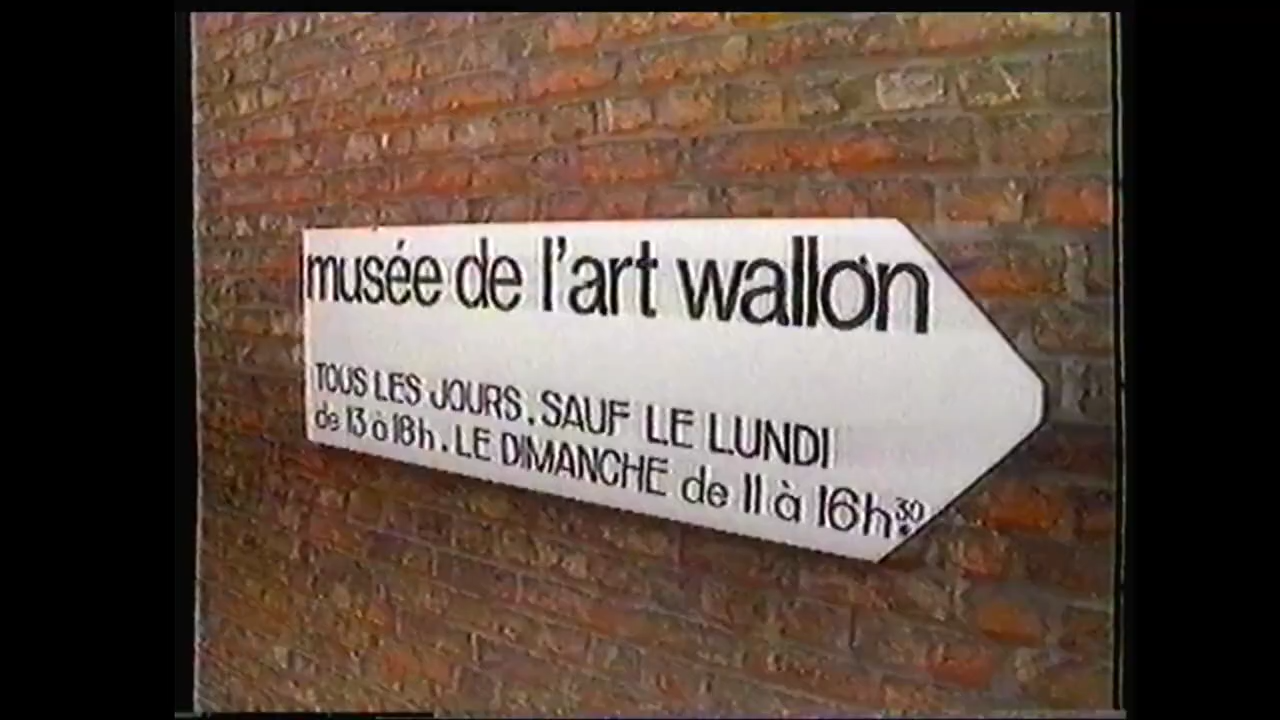 musée de l'art wallon
TOUS LES JOURS. SAUF LE LUNDI
de 13 à 18h. LE DIMANCHE de 11 à 16h30